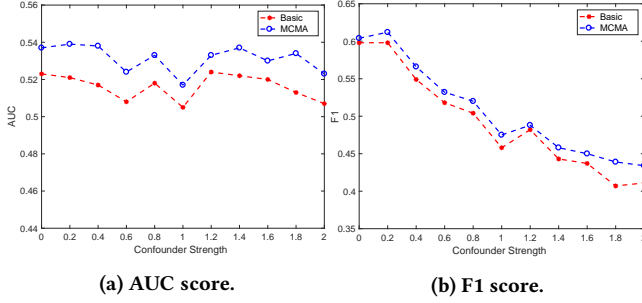 0.56
0.54
0.52
0.5
0.48
0.46
0.44
AUC
0 0.2 0.4 0.6 0.8 1 1.2 1.4 1.6 1.8 2
Confounder Strength
Basic
MCMA
(a) AUC score.
0.65
0.6
0.55
0.5
0.45
0.4
0.35
F1
0 0.2 0.4 0.6 0.8 1 1.2 1.4 1.6 1.8
Confounder Strength
Basic
MCMA
(b) F1 score.